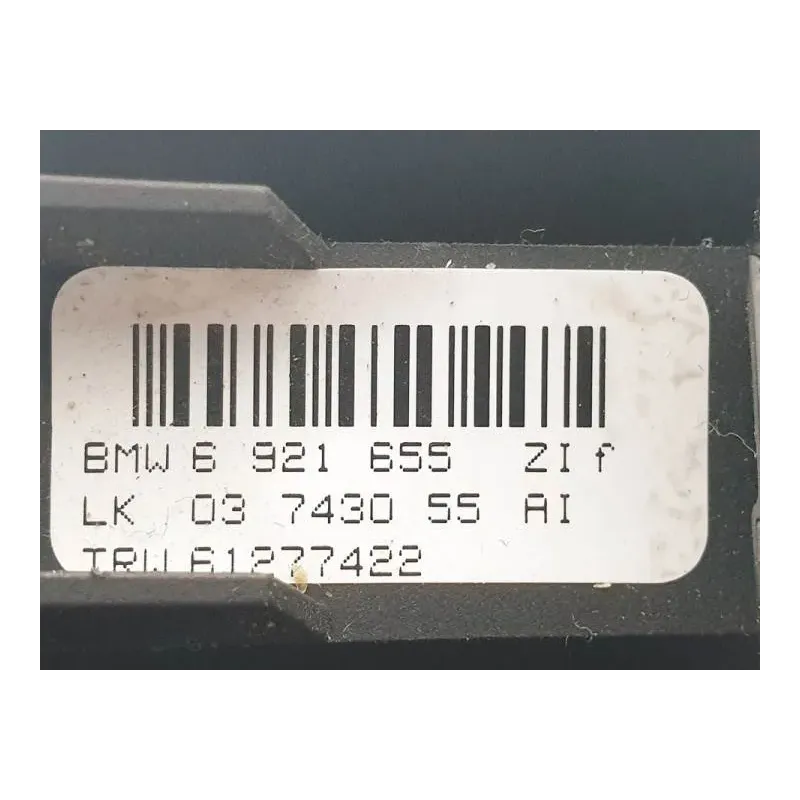 BMW 6 921 655 ZI f
LK 03 7430 55 AI
TRW 61277422